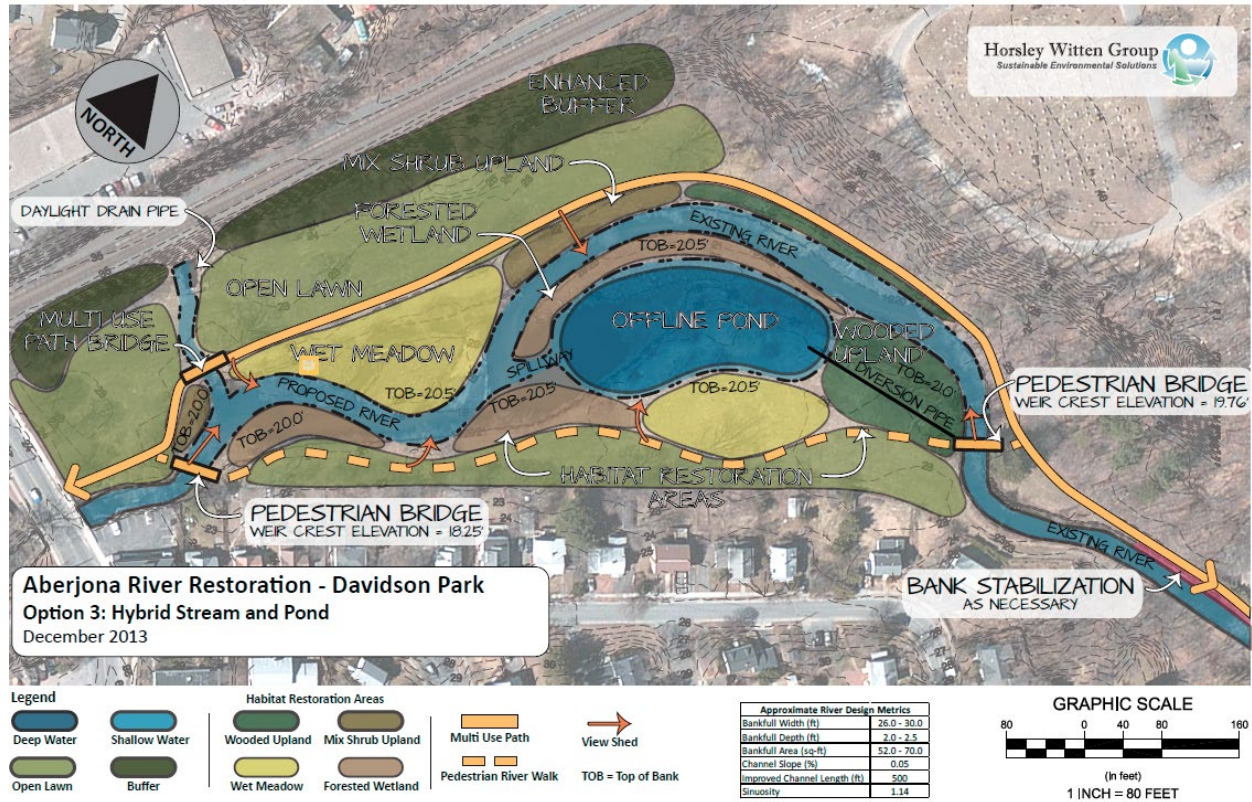 Horsley Witten Group
Sustainable Environmental Solutions
NORTH
ENHANCED
BUFFER
MIX SHRUB UPLAND
DAYLIGHT DRAIN PIPE
FORESTED
WETLAND
EXISTING RIVER
TOB=20.5'
OPEN LAWN
MULTI USE
PATH BRIDGE
OFFLINE POND
WOODED
UPLAND
TOB=21.0'
DIVERSION PIPE
WET MEADOW
SPILLWAY
PROPOSED RIVER
TOB=20.5'
TOB=20.5'
TOB=20.5'
TOB=20.0'
TOB=20.0'
PEDESTRIAN BRIDGE
WEIR CREST ELEVATION = 19.76'
HABITAT RESTORATION
AREAS
PEDESTRIAN BRIDGE
WEIR CREST ELEVATION = 18.25'
EXISTING RIVER
BANK STABILIZATION
AS NECESSARY
Aberjona River Restoration - Davidson Park
Option 3: Hybrid Stream and Pond
December 2013
Legend
Deep Water
Shallow Water
Open Lawn
Buffer
Habitat Restoration Areas
Wooded Upland
Mix Shrub Upland
Wet Meadow
Forested Wetland
Multi Use Path
Pedestrian River Walk
View Shed
TOB = Top of Bank
Approximate River Design Metrics
Bankfull Width (ft) 26.0 - 30.0
Bankfull Depth (ft) 2.0 - 2.5
Bankfull Area (sq-ft) 52.0 - 70.0
Channel Slope (%) 0.05
Improved Channel Length (ft) 500
Sinuosity 1.14
GRAPHIC SCALE
80 0 40 80 160
(In feet)
1 INCH = 80 FEET